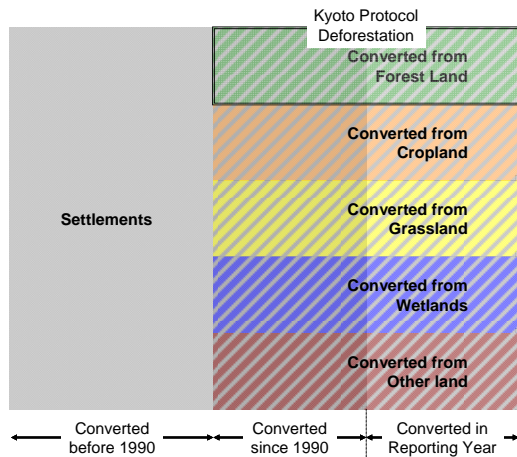 Kyoto Protocol
Deforestation
Converted from
Forest Land
Converted from
Cropland
Settlements
Converted from
Grassland
Converted from
Wetlands
Converted from
Other land
Converted
before 1990
Converted
since 1990
Converted in
Reporting Year